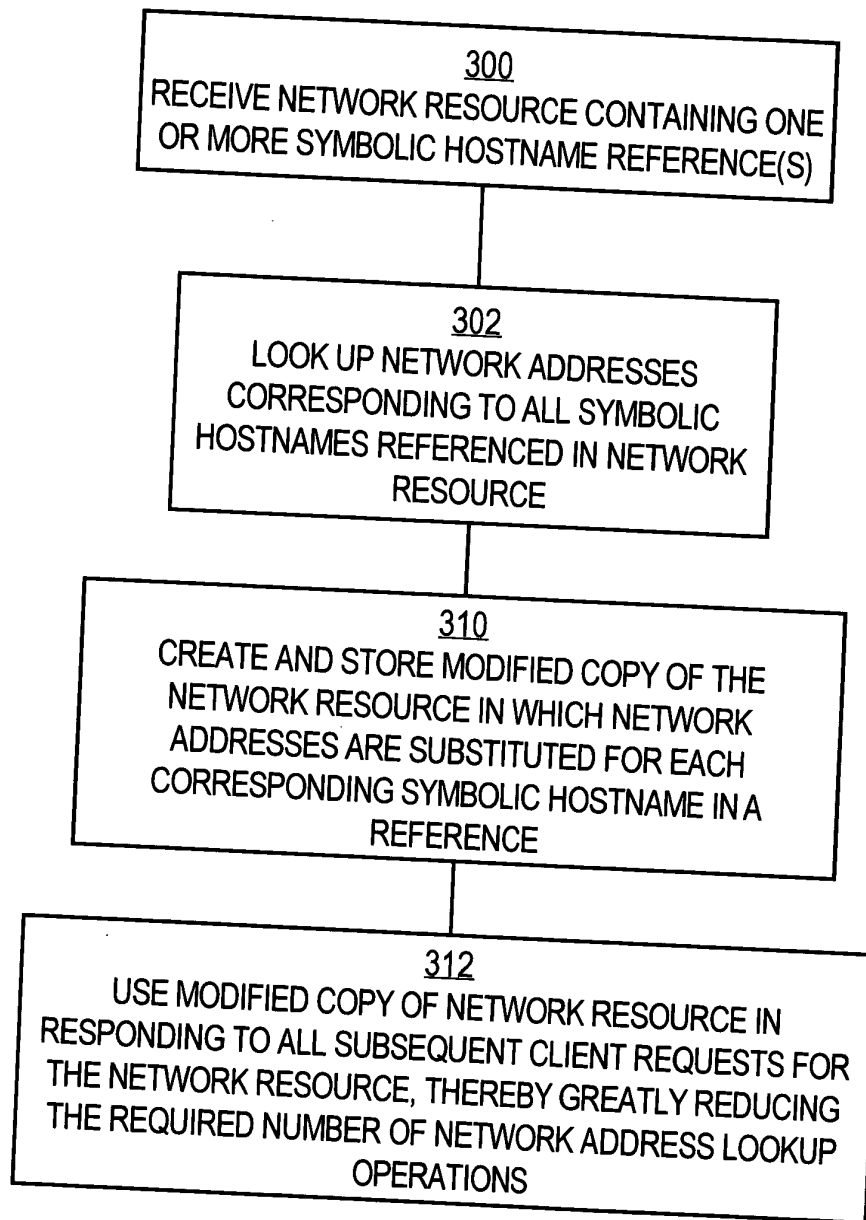 300
RECEIVE NETWORK RESOURCE CONTAINING ONE
OR MORE SYMBOLIC HOSTNAME REFERENCE(S)
302
LOOK UP NETWORK ADDRESSES
CORRESPONDING TO ALL SYMBOLIC
HOSTNAMES REFERENCED IN NETWORK
RESOURCE
310
CREATE AND STORE MODIFIED COPY OF THE
NETWORK RESOURCE IN WHICH NETWORK
ADDRESSES ARE SUBSTITUTED FOR EACH
CORRESPONDING SYMBOLIC HOSTNAME IN A
REFERENCE
312
USE MODIFIED COPY OF NETWORK RESOURCE IN
RESPONDING TO ALL SUBSEQUENT CLIENT REQUESTS FOR
THE NETWORK RESOURCE, THEREBY GREATLY REDUCING
THE REQUIRED NUMBER OF NETWORK ADDRESS LOOKUP
OPERATIONS